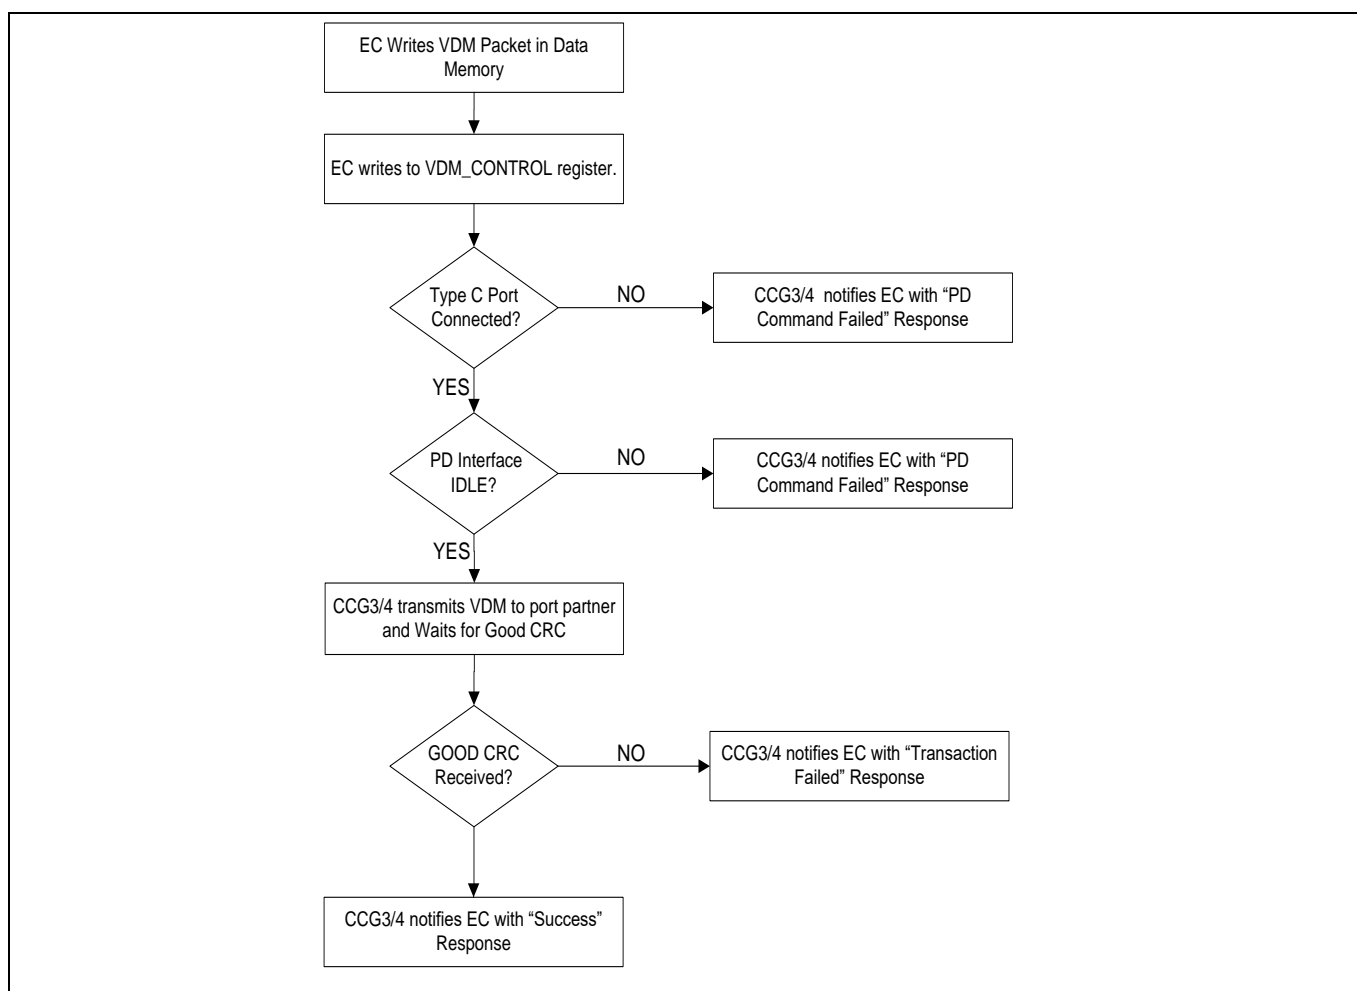 EC Writes VDM Packet in Data
Memory
EC writes to VDM_CONTROL register.
Type C Port
Connected?
NO
CCG3/4  notifies EC with “PD
Command Failed” Response
YES
PD Interface
IDLE?
NO
CCG3/4 notifies EC with “PD
Command Failed” Response
YES
CCG3/4 transmits VDM to port partner
and Waits for Good CRC
GOOD CRC
Received?
NO
CCG3/4 notifies EC with “Transaction
Failed” Response
CCG3/4 notifies EC with “Success”
Response